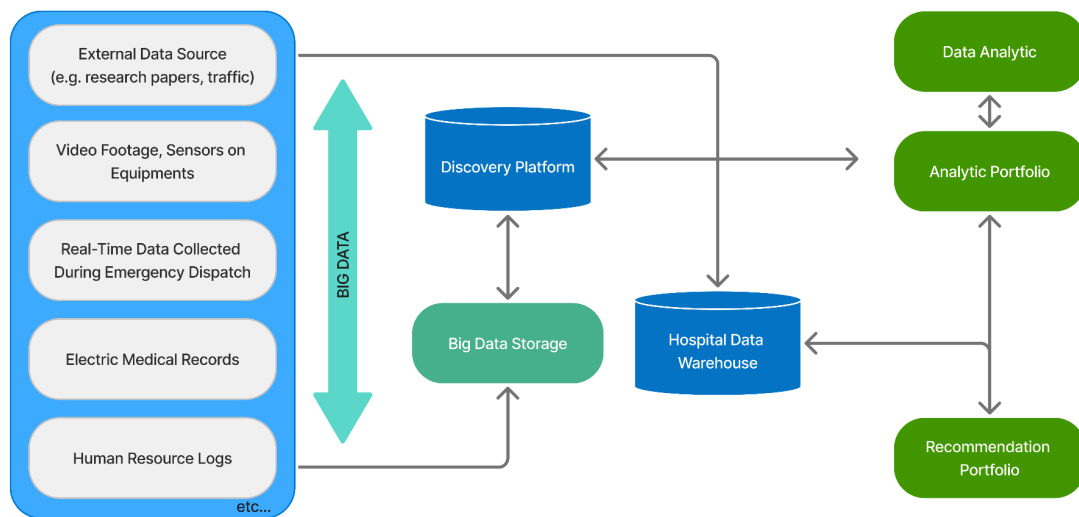 External Data Source
(e.g. research papers, traffic)
Video Footage, Sensors on
Equipments
Real-Time Data Collected
During Emergency Dispatch
Electric Medical Records
Human Resource Logs
etc...
BIG DATA
Discovery Platform
Big Data Storage
Hospital Data
Warehouse
Data Analytic
Analytic Portfolio
Recommendation
Portfolio